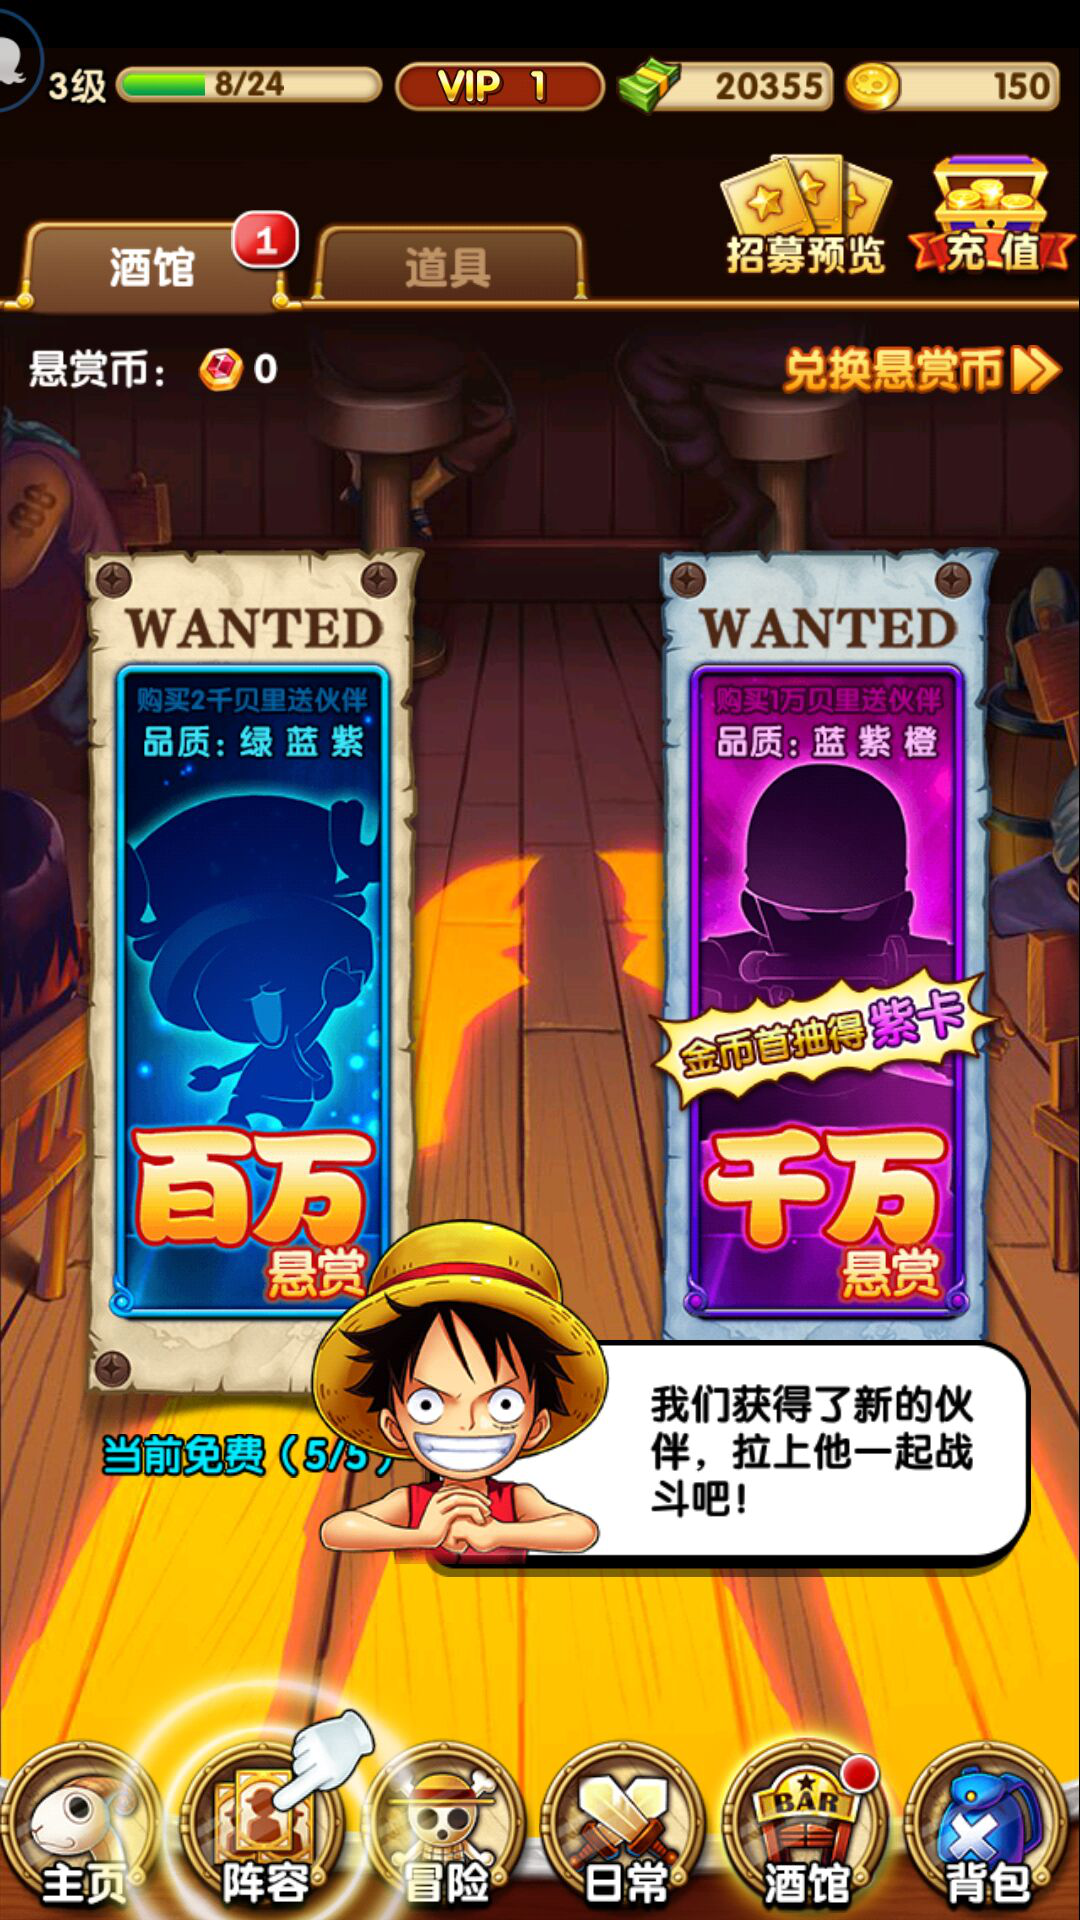 3级 8/24 VIP 1 20355 150
招募预览 充值
酒馆 1 道具
悬赏币： 0 兑换悬赏币
WANTED
购买2千贝里送伙伴
品质：绿 蓝 紫
百万
悬赏
当前免费（5/5）
WANTED
购买1万贝里送伙伴
品质：蓝 紫 橙
金币首抽得紫卡
千万
悬赏
我们获得了新的伙
伴，拉上他一起战
斗吧！
BAR
主页 阵容 冒险 日常 酒馆 背包